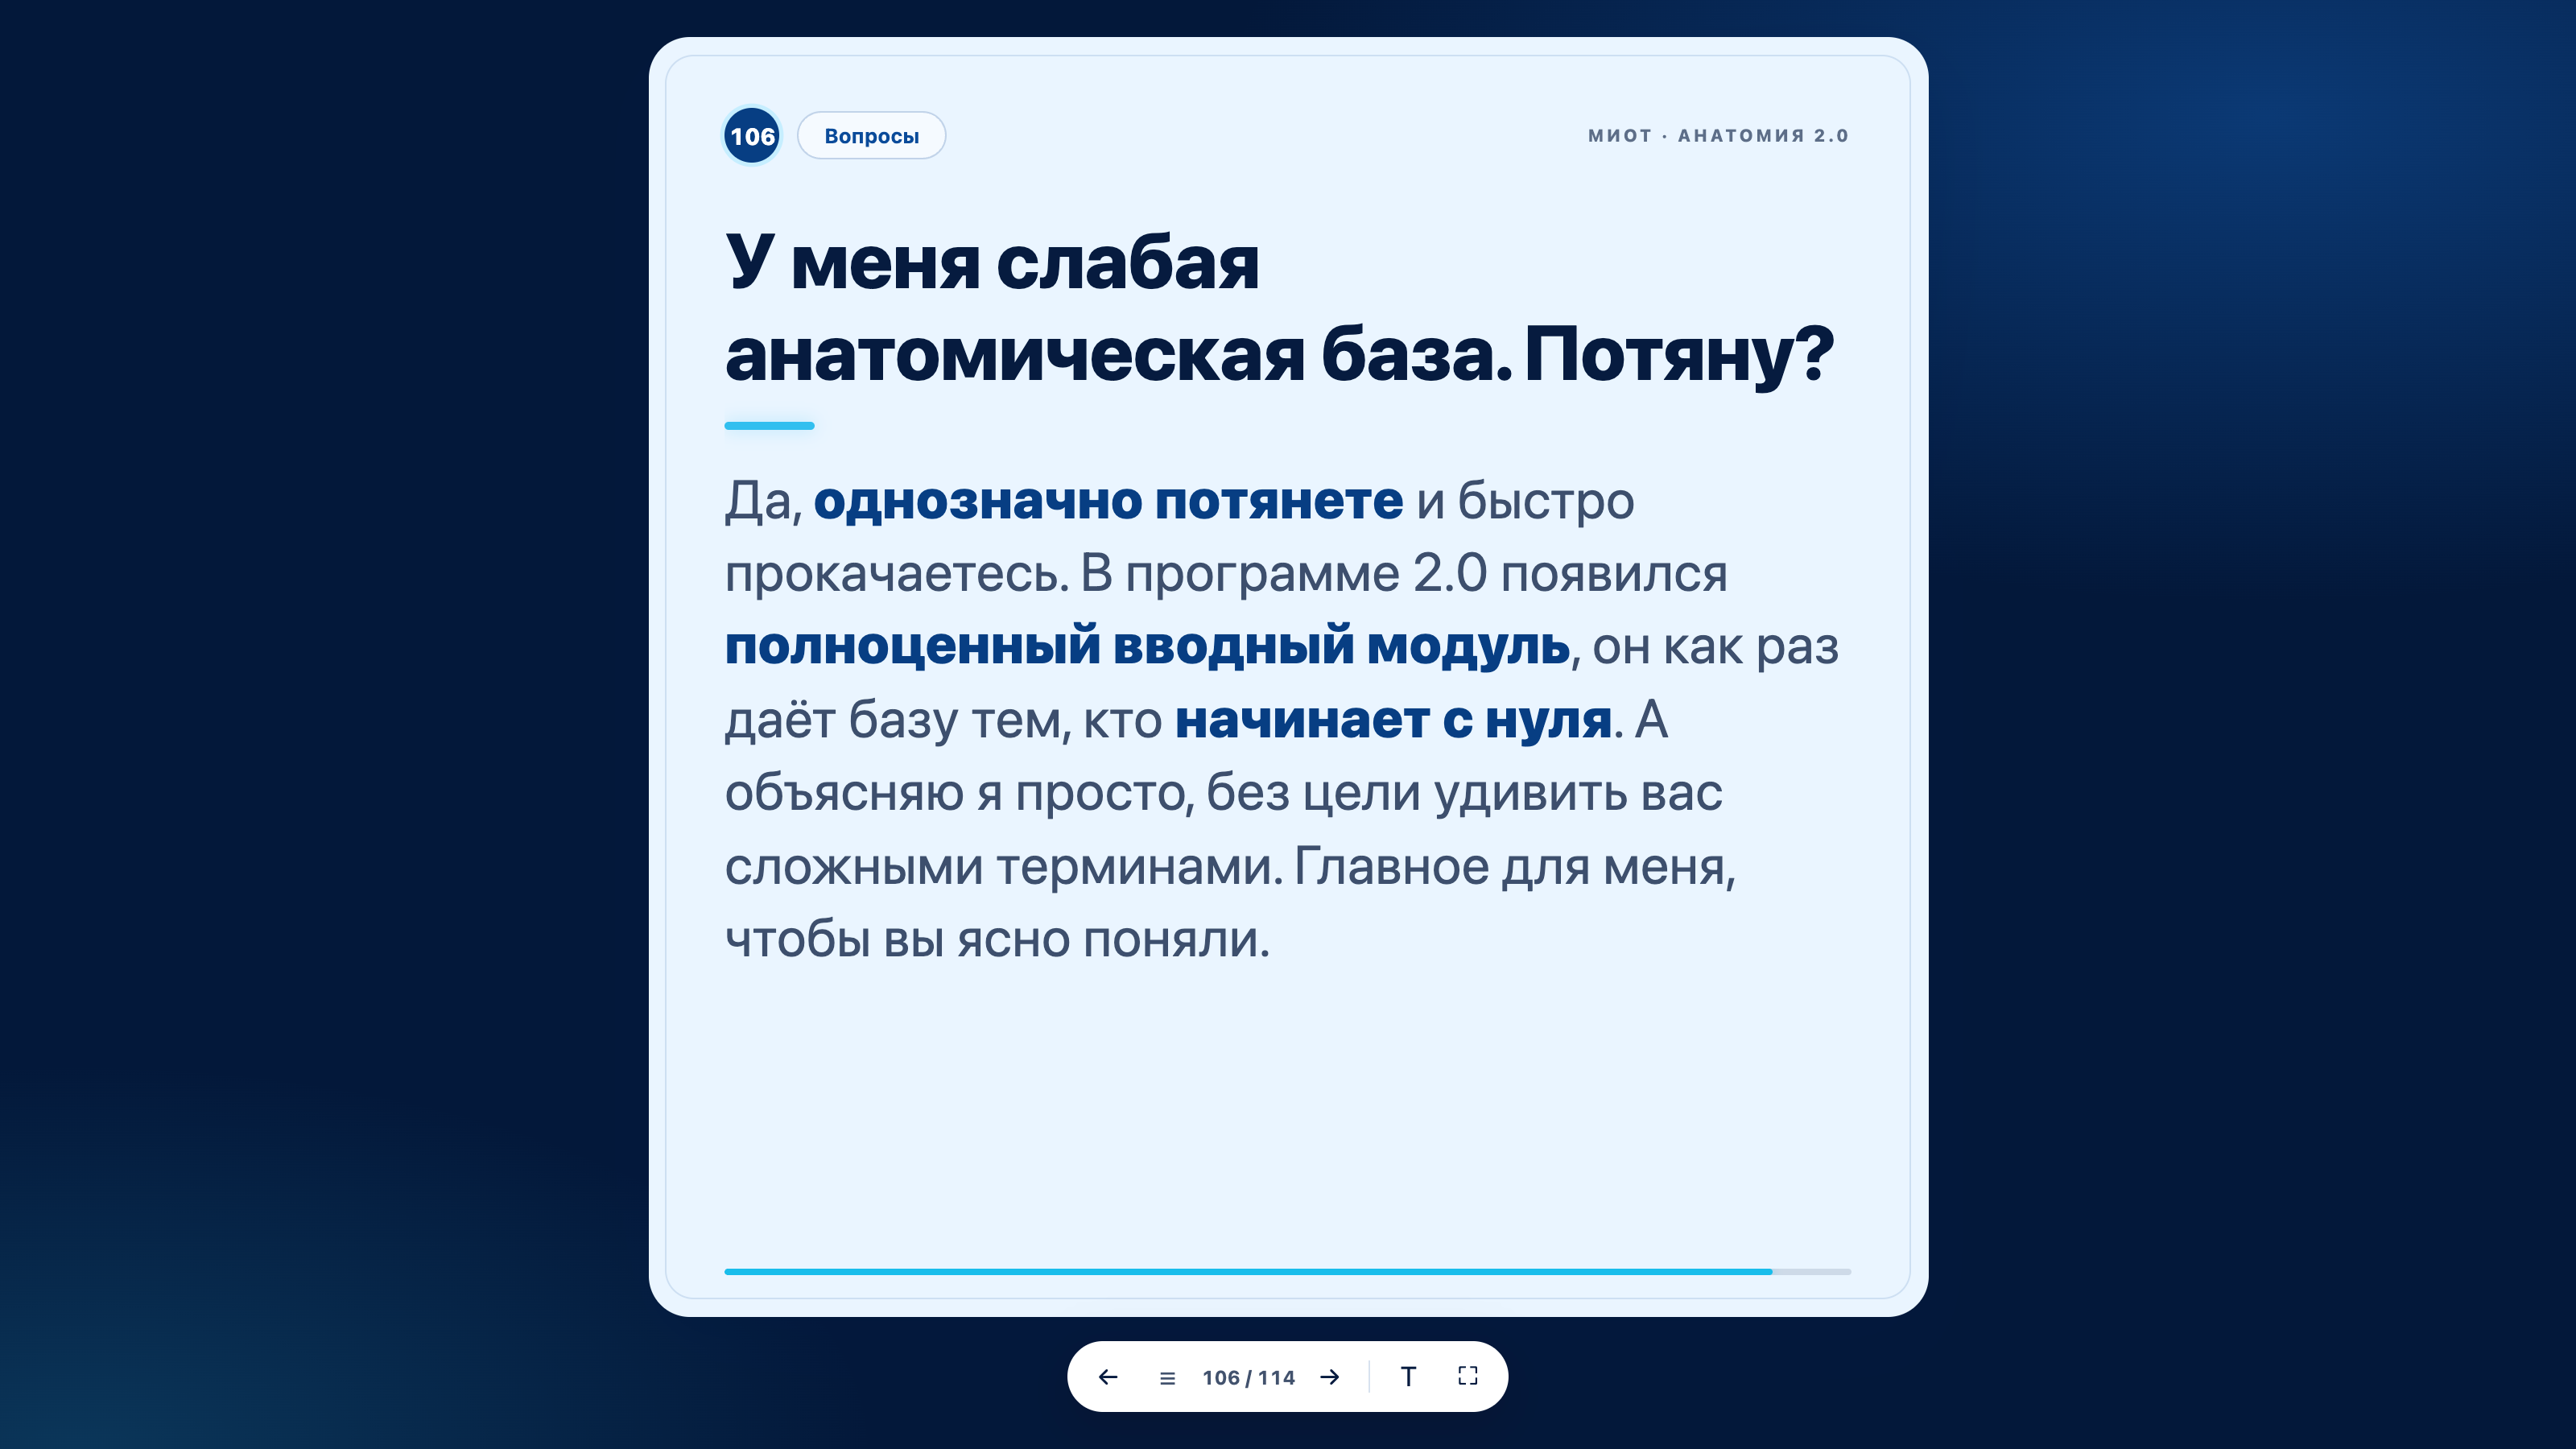 106
Вопросы
МИОТ · АНАТОМИЯ 2.0
У меня слабая
анатомическая база. Потяну?
Да, однозначно потянете и быстро
прокачаетесь. В программе 2.0 появился
полноценный вводный модуль, он как раз
даёт базу тем, кто начинает с нуля. А
объясняю я просто, без цели удивить вас
сложными терминами. Главное для меня,
чтобы вы ясно поняли.
106 / 114
T